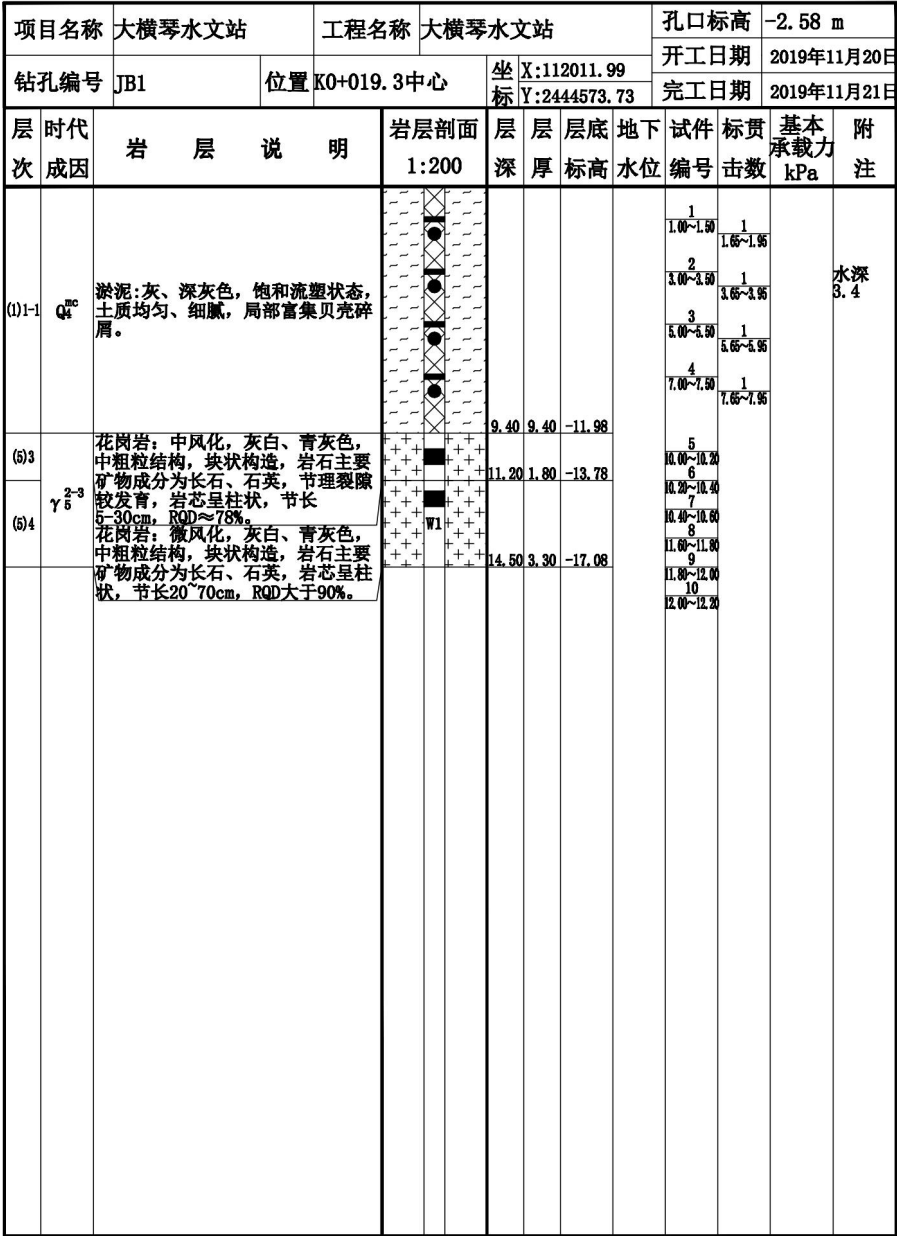 项目名称 大横琴水文站 工程名称 大横琴水文站 孔口标高 -2.58 m
开工日期 2019年11月20日
钻孔编号 JB1 位置 K0+019.3中心 坐标 X:112011.99
Y:2444573.73 完工日期 2019年11月21日
层次 时代成因 岩 层 说 明 岩层剖面 1:200 层深 层厚 层底标高 地下水位 试件编号 标贯击数 基本承载力 kPa 附注
(1)1-1 Q₄ᵐᶜ
淤泥:灰、深灰色，饱和流塑状态，
土质均匀、细腻，局部富集贝壳碎
屑。
9.40 9.40 -11.98
1
1.00~1.50
1
1.65~1.95
2
3.00~3.50
1
3.65~3.95
3
5.00~5.50
1
5.65~5.95
4
7.00~7.50
1
7.65~7.95
水深
3.4
(5)3
γ₅²⁻³
花岗岩：中风化，灰白、青灰色，
中粗粒结构，块状构造，岩石主要
矿物成分为长石、石英，节理裂隙
较发育，岩芯呈柱状，节长
5-30cm，RQD≈78%。
11.20 1.80 -13.78
(5)4
花岗岩：微风化，灰白、青灰色，
中粗粒结构，块状构造，岩石主要
矿物成分为长石、石英，岩芯呈柱
状，节长20~70cm，RQD大于90%。
W1
14.50 3.30 -17.08
5
10.00~10.20
6
10.20~10.40
7
10.40~10.60
8
11.60~11.80
9
11.80~12.00
10
12.00~12.20